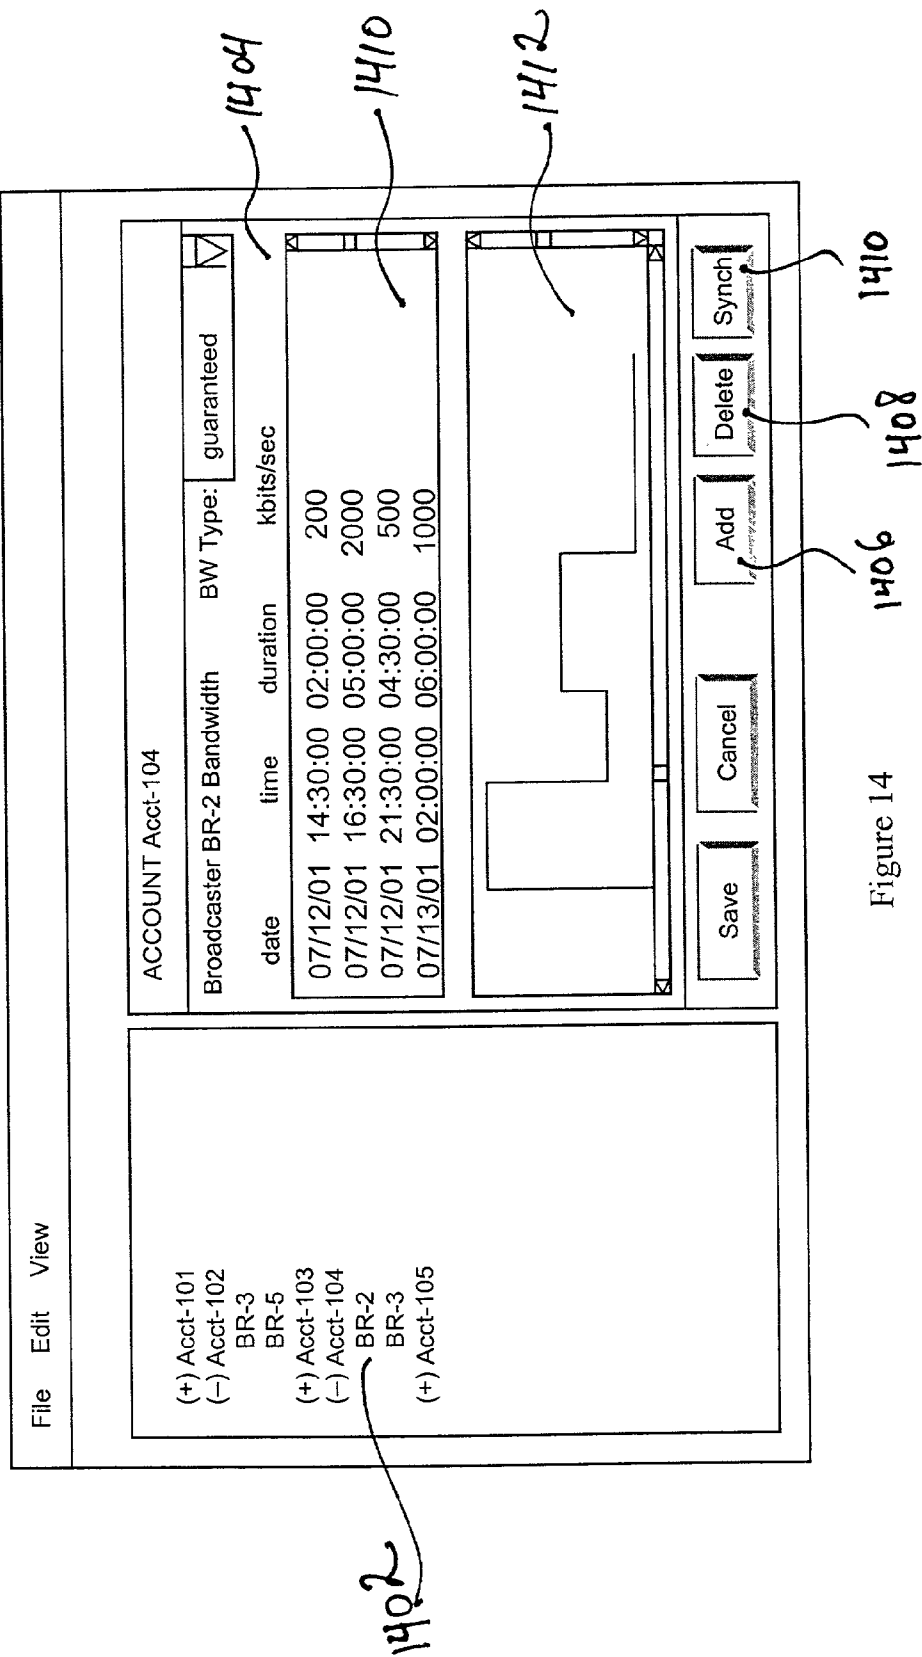 File Edit View
(+) Acct-101
(−) Acct-102
BR-3
BR-5
(+) Acct-103
(−) Acct-104
BR-2
BR-3
(+) Acct-105
1402
ACCOUNT Acct-104
Broadcaster BR-2 Bandwidth BW Type: guaranteed
date time duration kbits/sec
07/12/01 14:30:00 02:00:00 200
07/12/01 16:30:00 05:00:00 2000
07/12/01 21:30:00 04:30:00 500
07/13/01 02:00:00 06:00:00 1000
Save Cancel Add Delete Synch
1404
1410
1412
1406 1408 1410
Figure 14